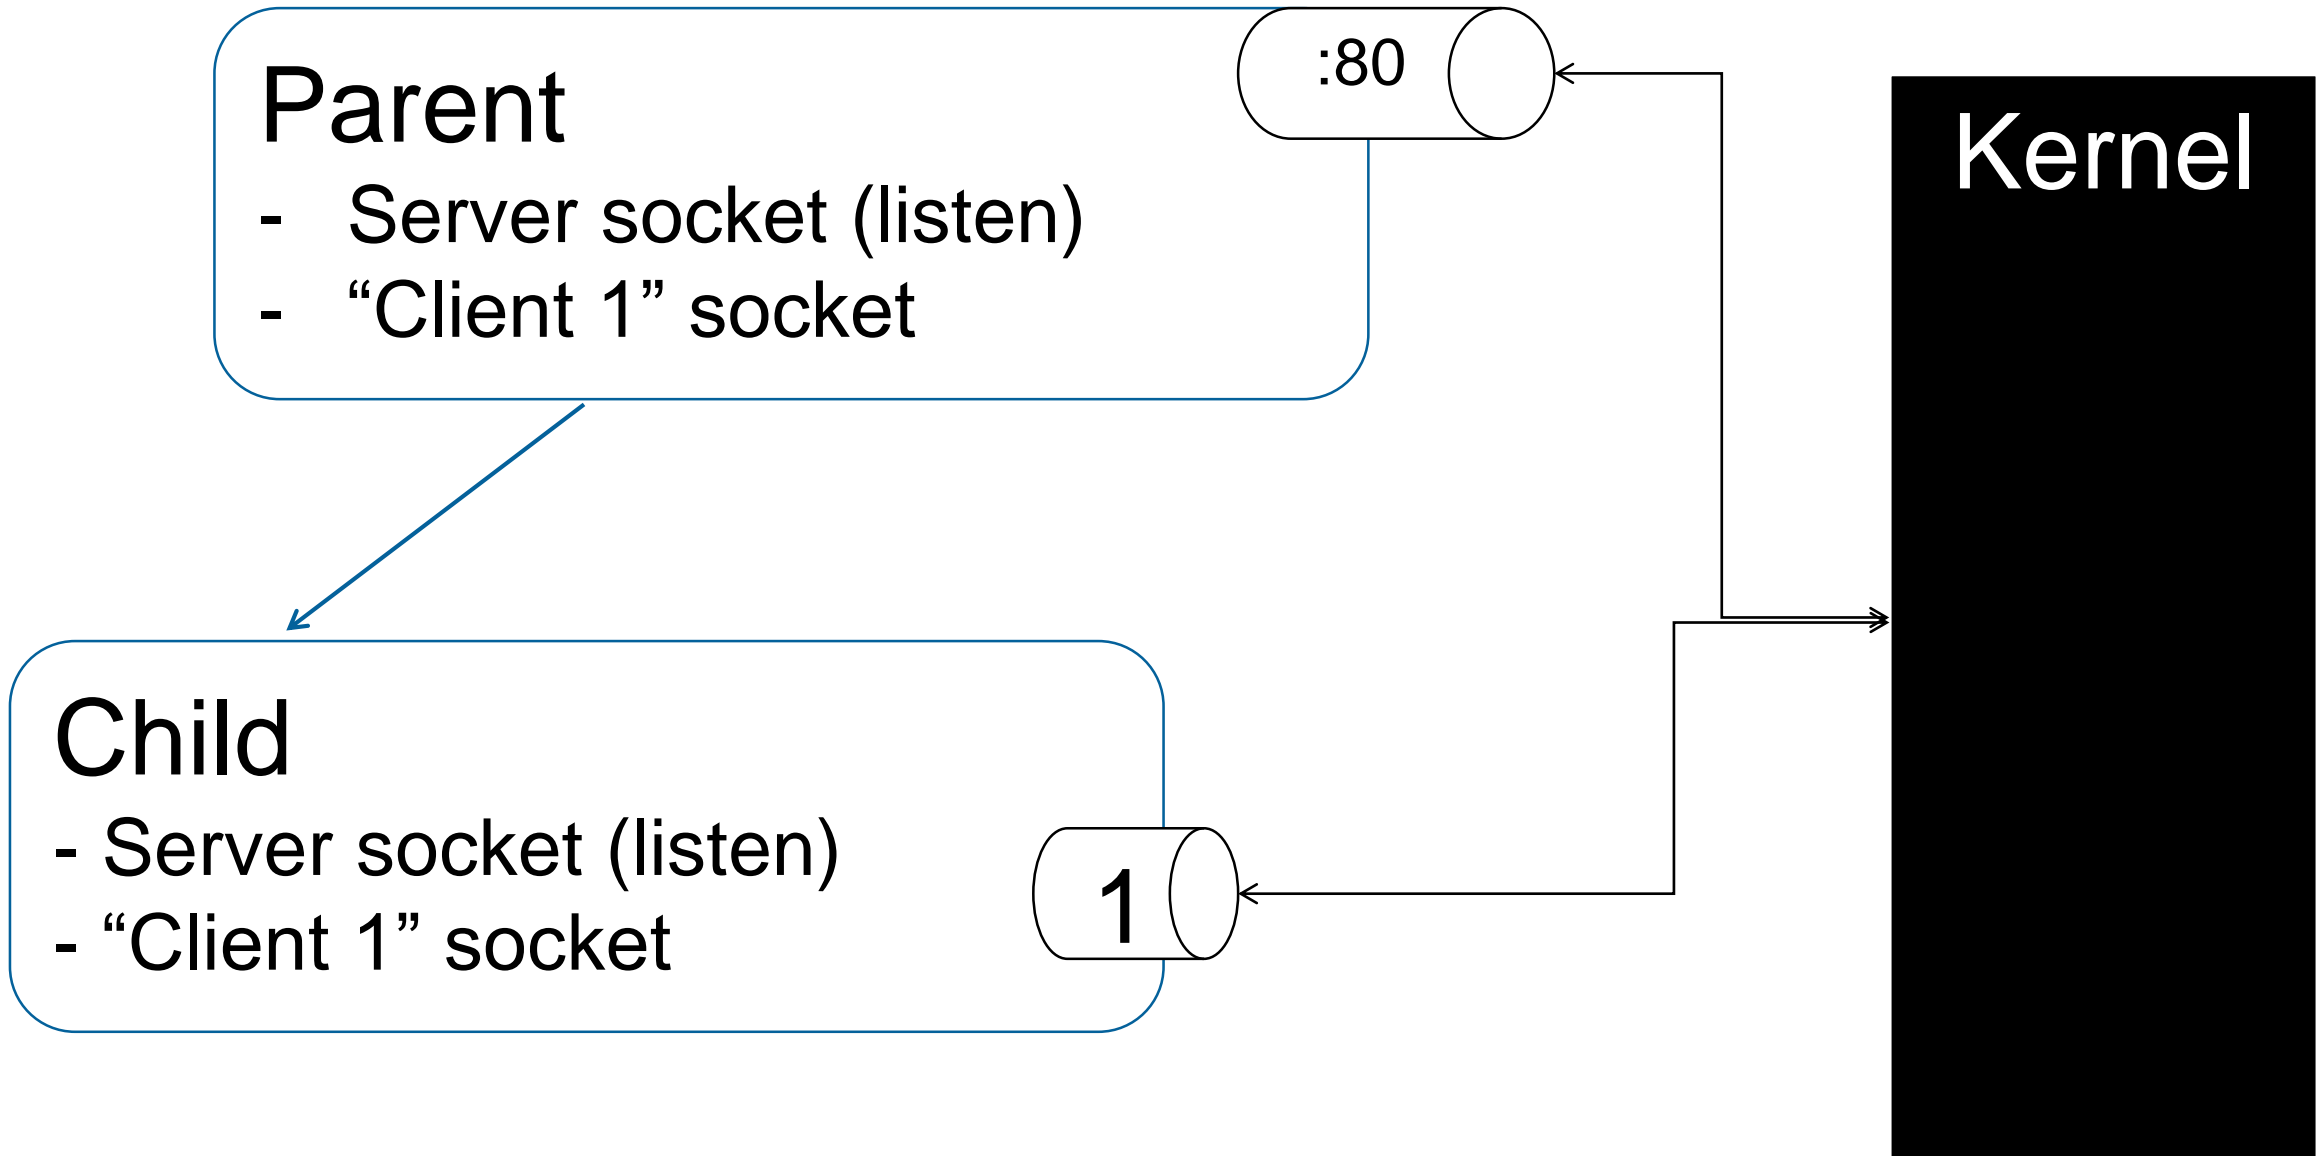 Parent
- Server socket (listen)
- “Client 1” socket
:80
Kernel
Child
- Server socket (listen)
- “Client 1” socket
1